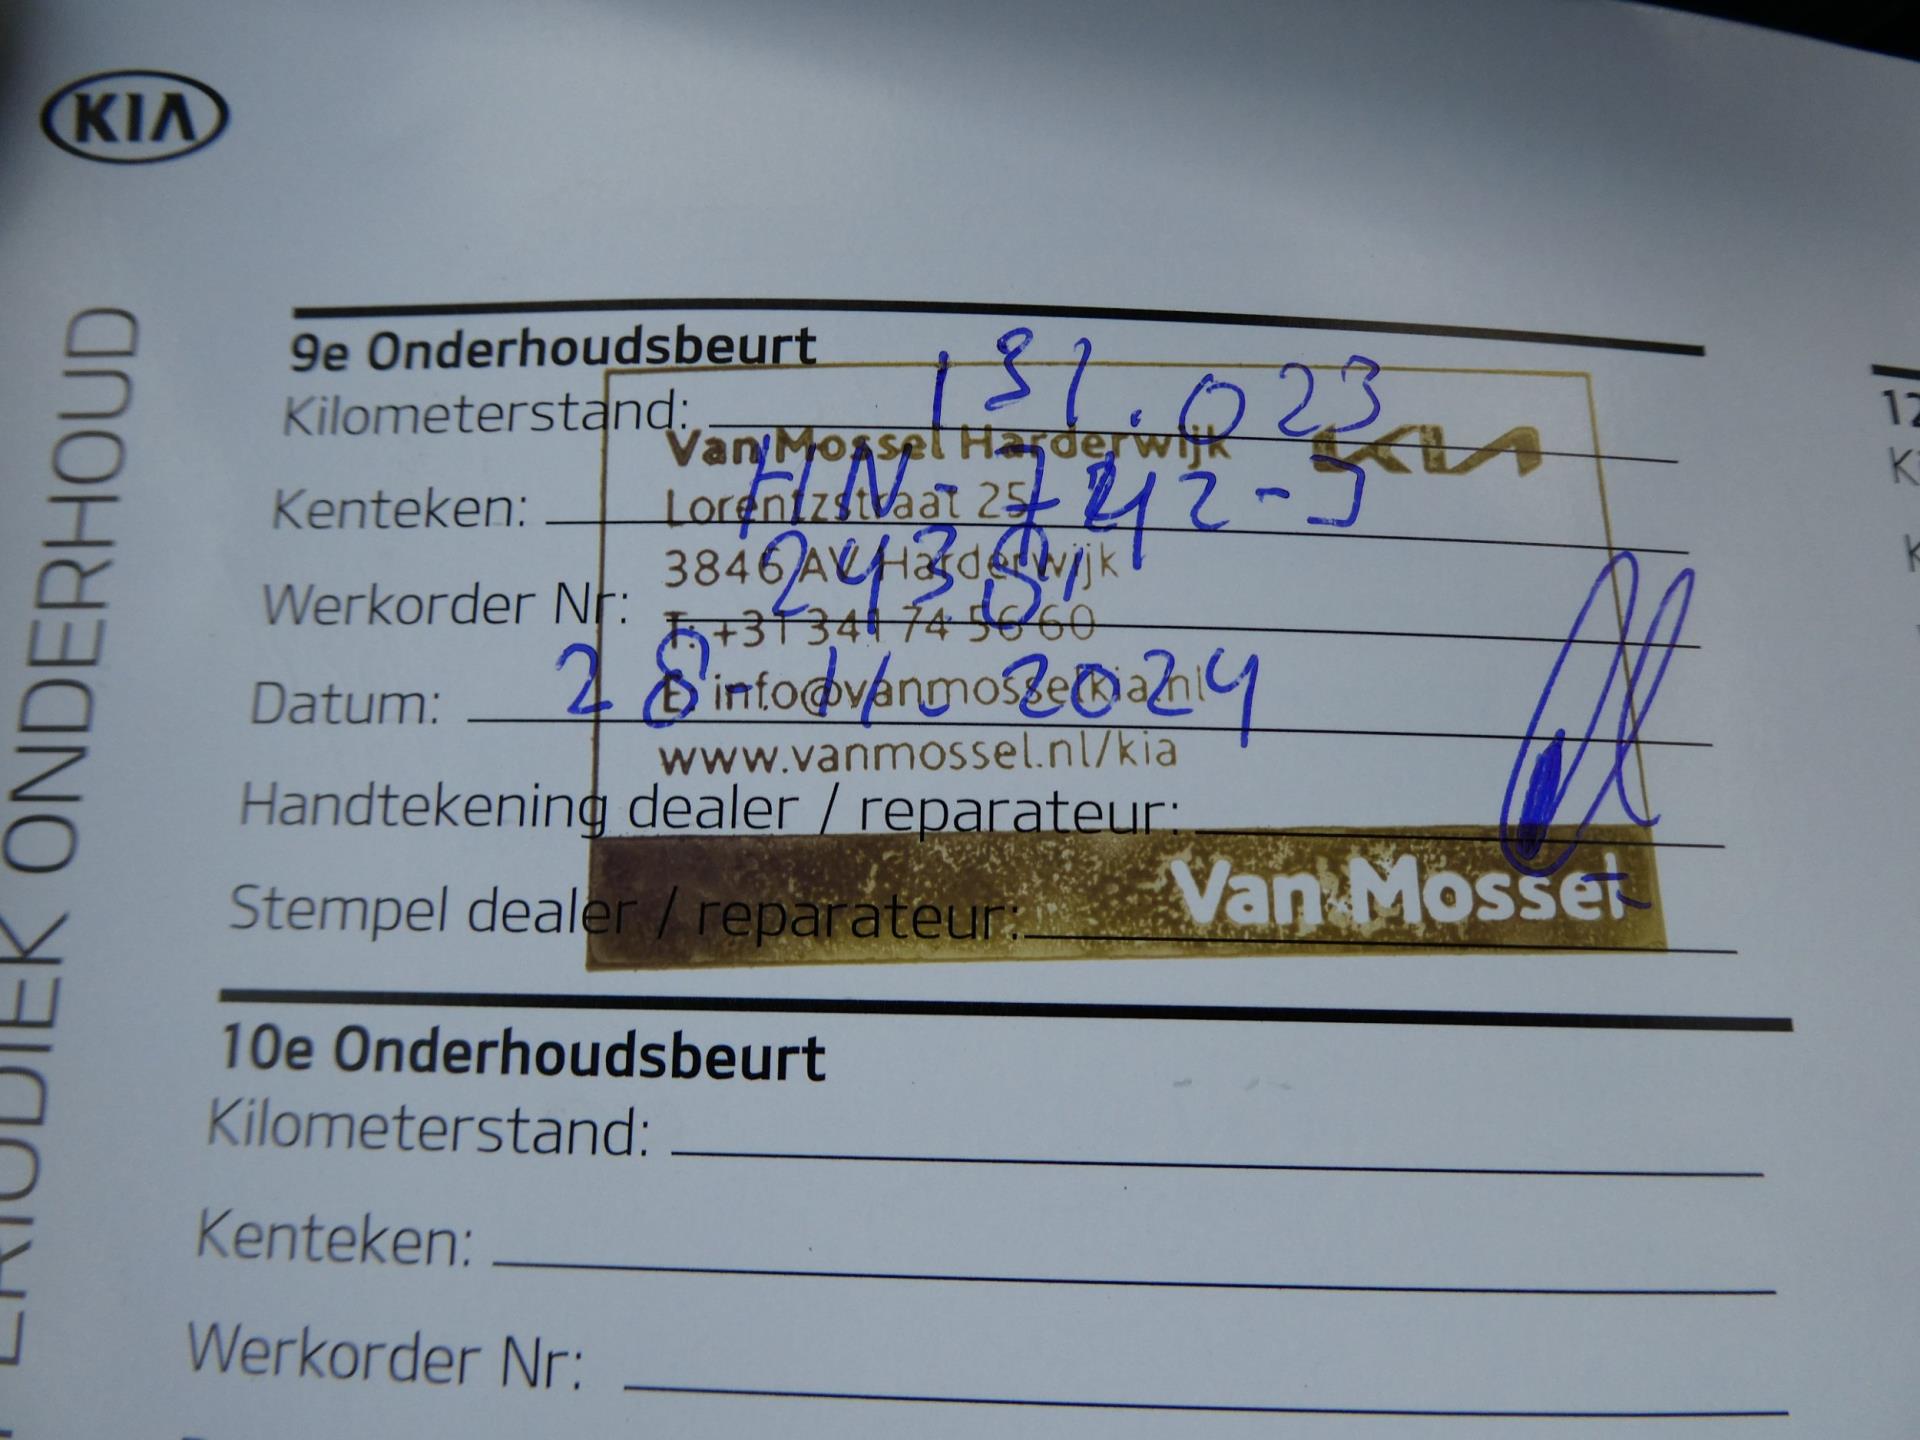 KIA
PERIODIEK ONDERHOUD
9e Onderhoudsbeurt
Kilometerstand: 131.023
Van Mossel Harderwijk
KIA
Kenteken: HN-742-J
Lorentzstraat 25
3846 AV Harderwijk
Werkorder Nr:
T: +31 341 74 56 60
Datum: 28-11-2024
E: info@vanmosselkia.nl
www.vanmossel.nl/kia
Handtekening dealer / reparateur:
Van Mossel
Stempel dealer / reparateur:
10e Onderhoudsbeurt
Kilometerstand:
Kenteken:
Werkorder Nr:
12